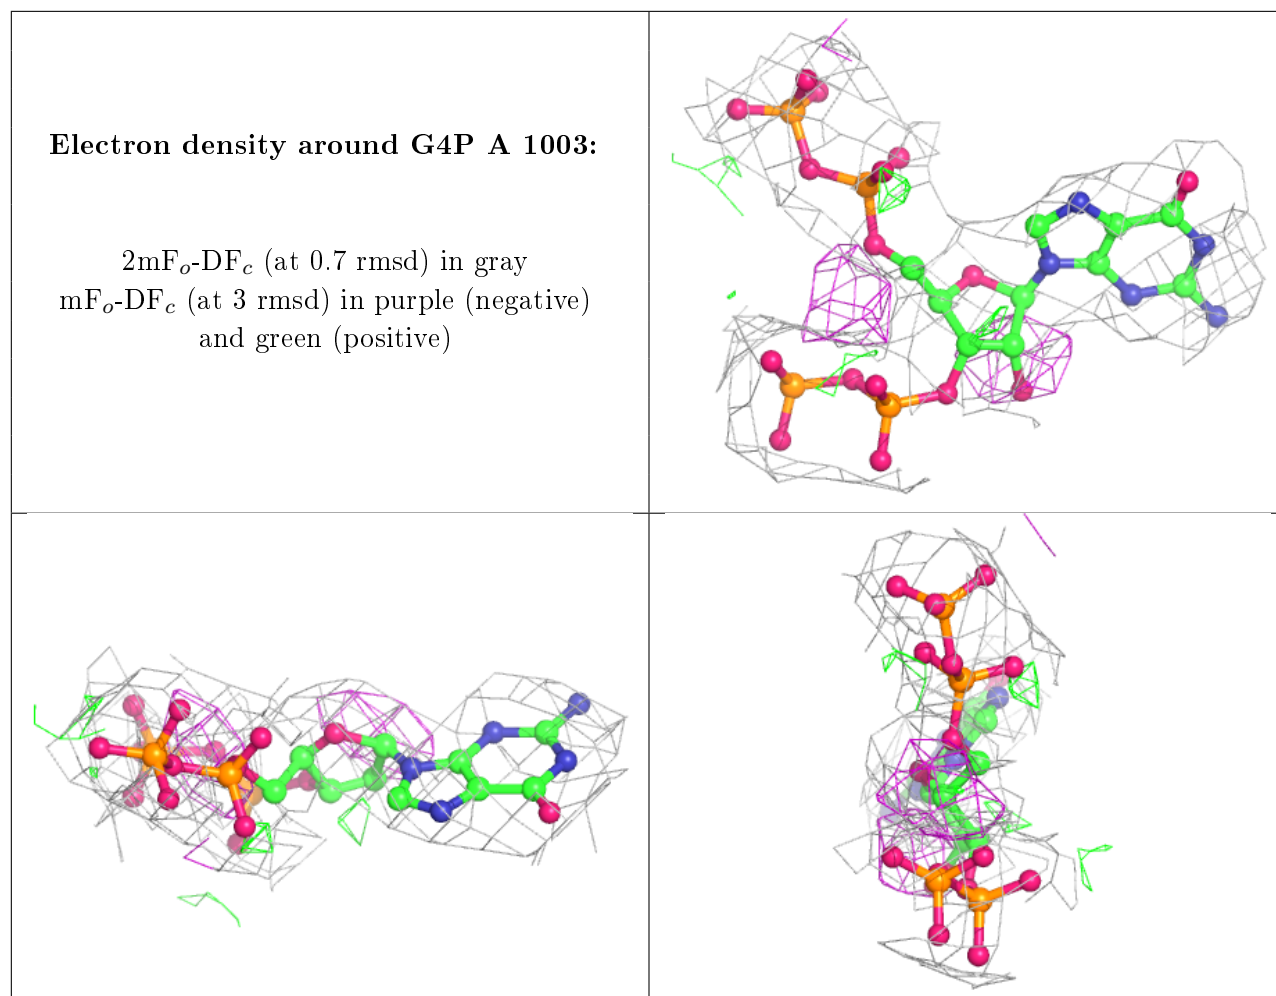 Electron density around G4P A 1003:
2mFo-DFc (at 0.7 rmsd) in gray
mFo-DFc (at 3 rmsd) in purple (negative)
and green (positive)